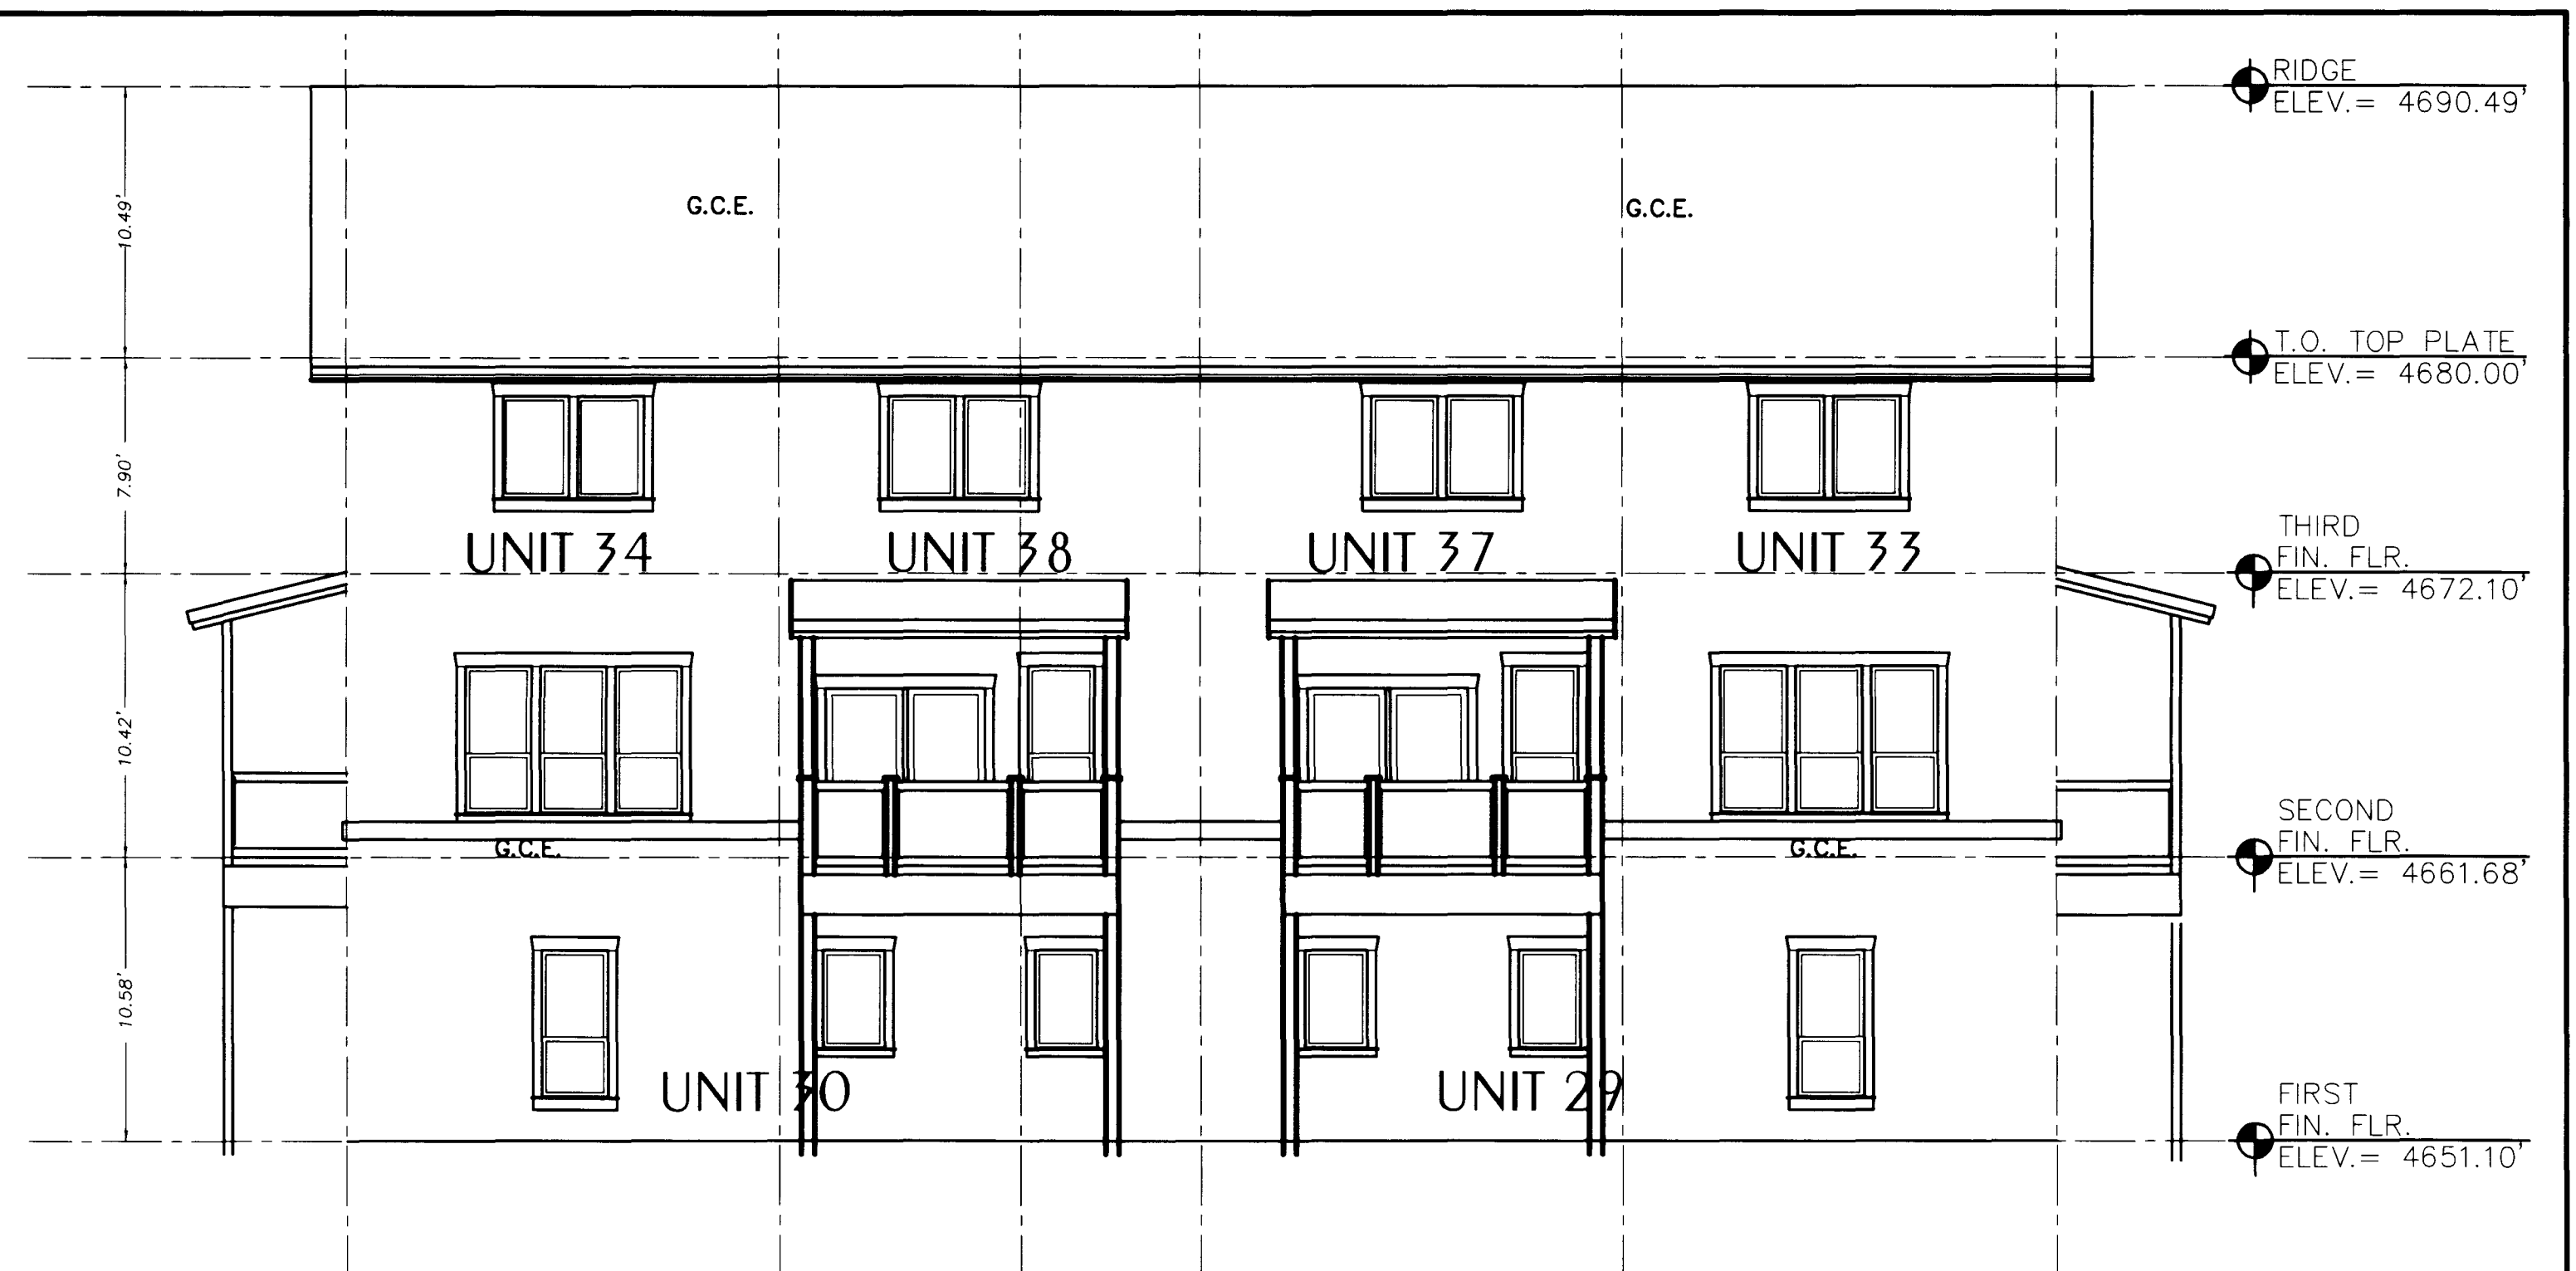 RIDGE
ELEV.= 4690.49'
G.C.E.
G.C.E.
10.49'
T.O. TOP PLATE
ELEV.= 4680.00'
7.90'
UNIT 34
UNIT 38
UNIT 37
UNIT 33
THIRD
FIN. FLR.
ELEV.= 4672.10'
10.42'
G.C.E.
G.C.E.
SECOND
FIN. FLR.
ELEV.= 4661.68'
10.58'
UNIT 30
UNIT 29
FIRST
FIN. FLR.
ELEV.= 4651.10'